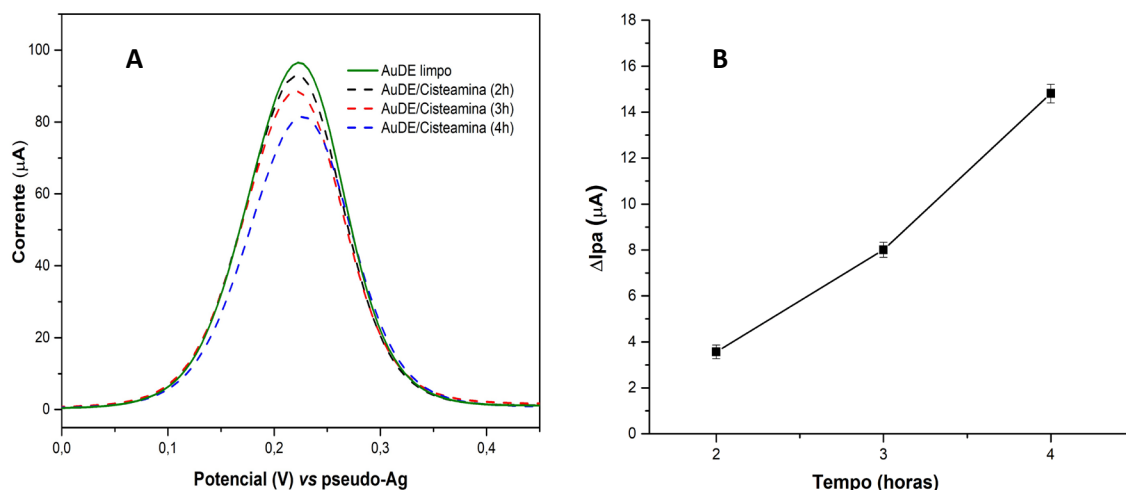 A
AuDE limpo
AuDE/Cisteamina (2h)
AuDE/Cisteamina (3h)
AuDE/Cisteamina (4h)
Corrente (µA)
100
80
60
40
20
0
0,0 0,1 0,2 0,3 0,4
Potencial (V) vs pseudo-Ag
B
ΔIpa (µA)
18
16
14
12
10
8
6
4
2
0
2 3 4
Tempo (horas)